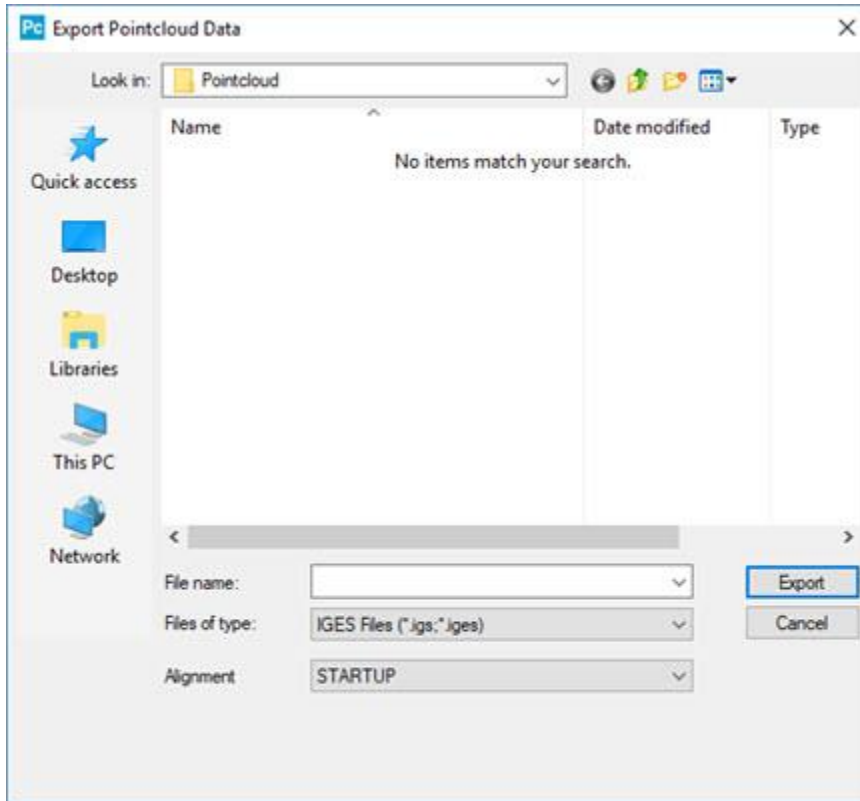 Pc Export Pointcloud Data
Look in: Pointcloud
Name Date modified Type
No items match your search.
Quick access
Desktop
Libraries
This PC
Network
File name: Export
Files of type: IGES Files (*.igs;*.iges) Cancel
Alignment STARTUP